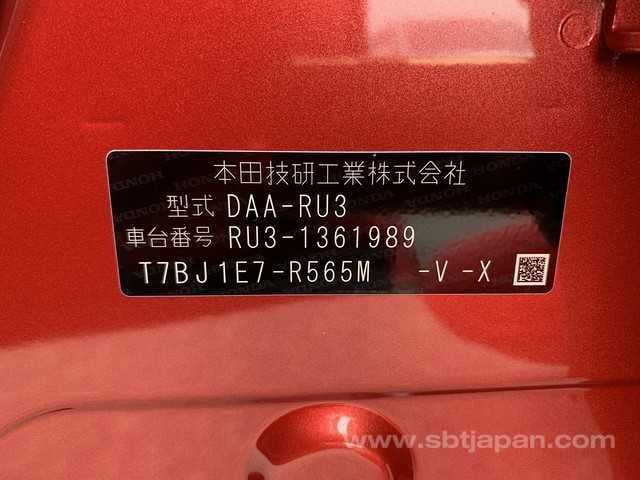 本田技研工業株式会社
型式 DAA-RU3
車台番号 RU3-1361989
T7BJ1E7-R565M -V -X
www.sbtjapan.com